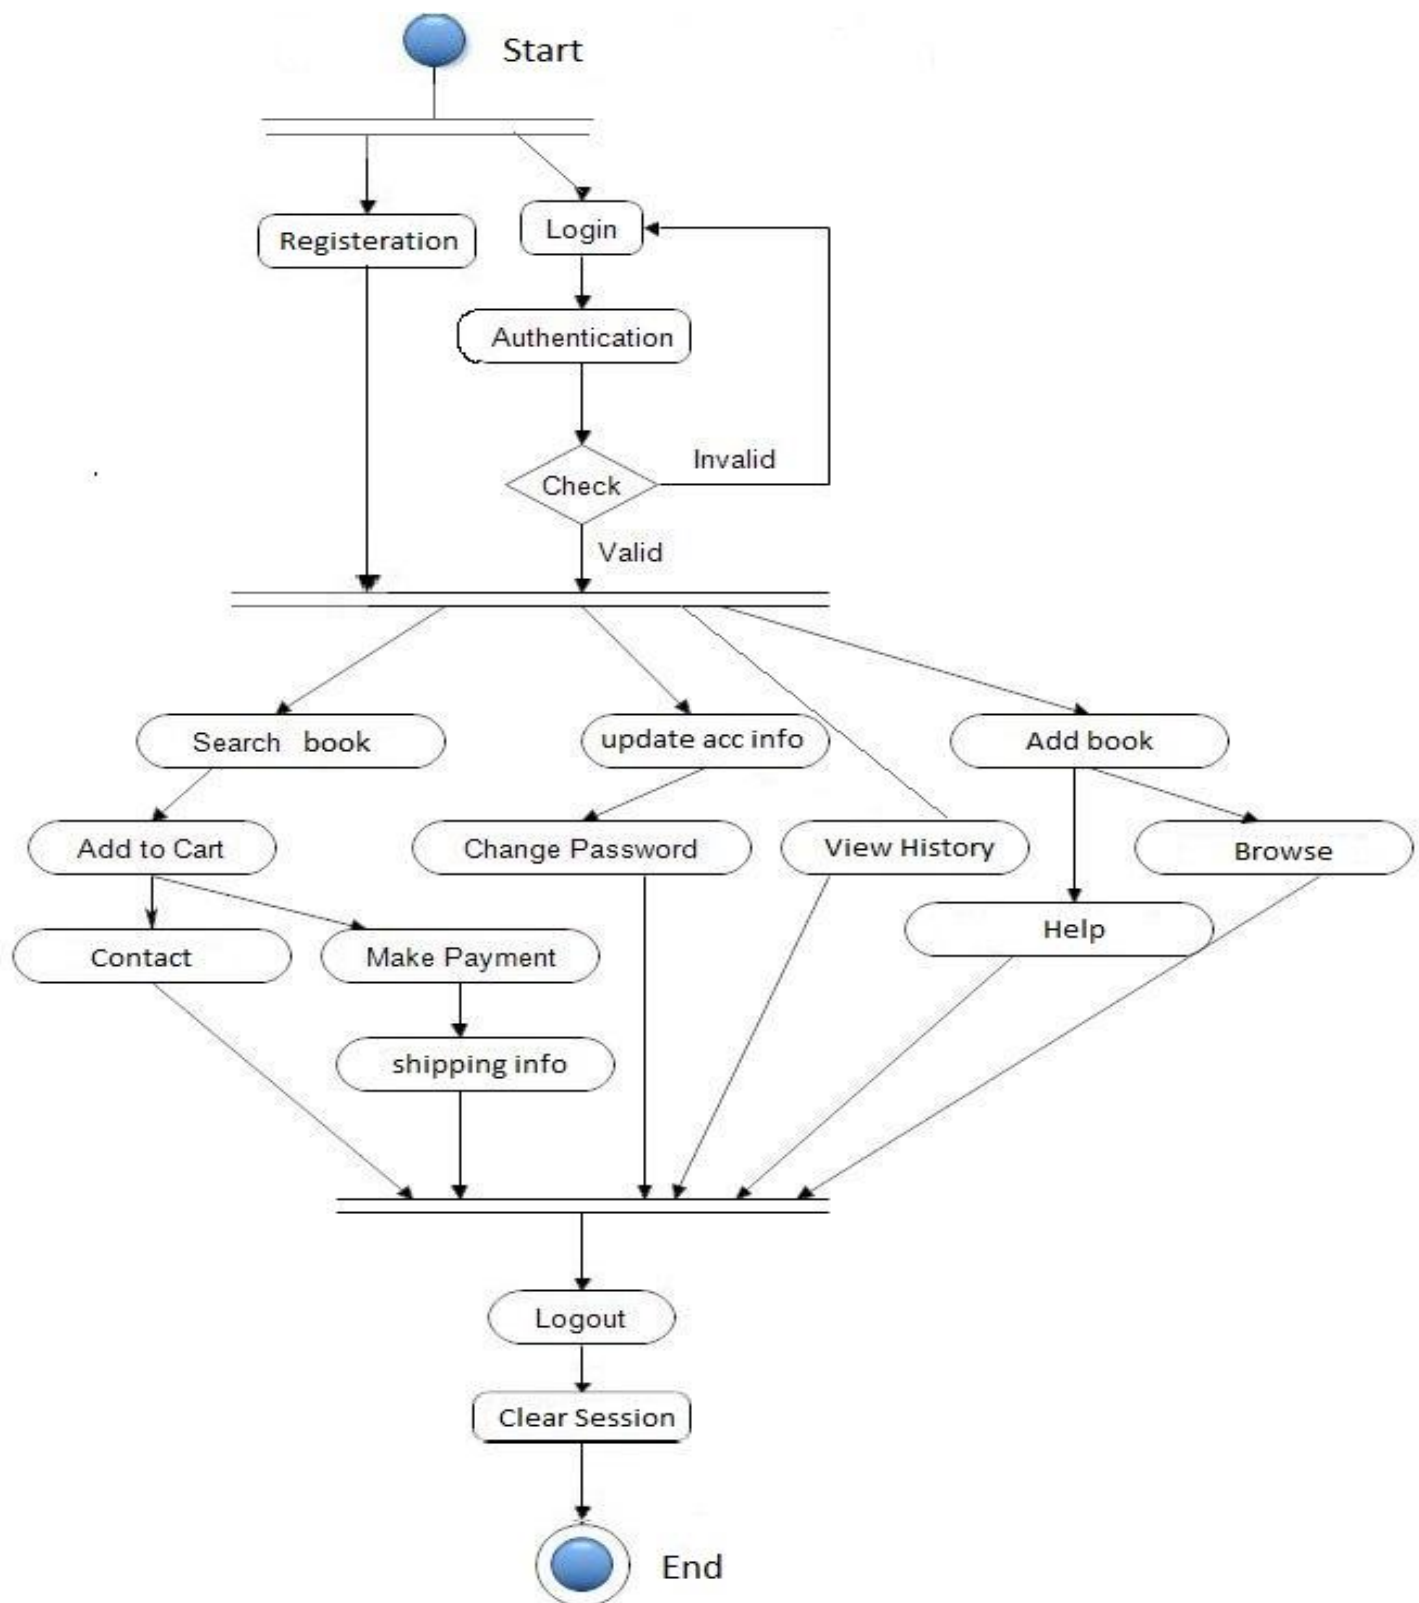 Start
Registeration
Login
Authentication
Check
Invalid
Valid
Search book
update acc info
Add book
Add to Cart
Change Password
View History
Browse
Contact
Make Payment
Help
shipping info
Logout
Clear Session
End